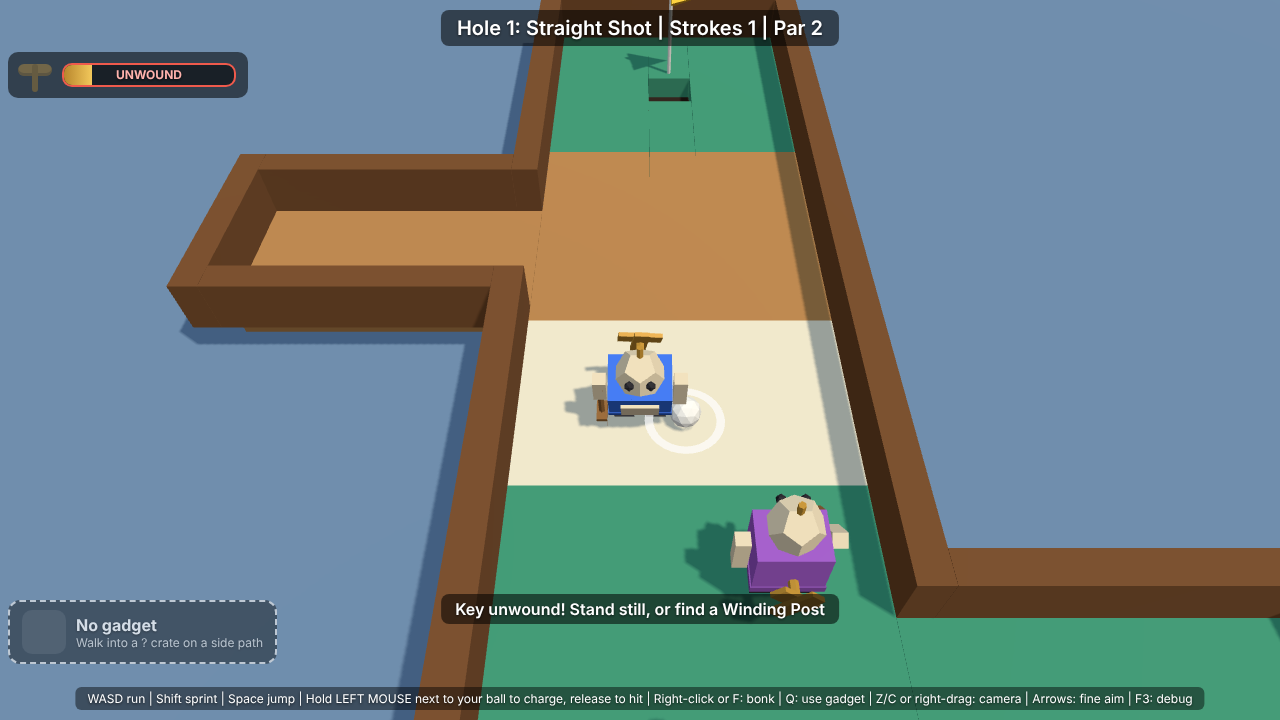 Hole 1: Straight Shot | Strokes 1 | Par 2
UNWOUND
Key unwound! Stand still, or find a Winding Post
No gadget
Walk into a ? crate on a side path
WASD run | Shift sprint | Space jump | Hold LEFT MOUSE next to your ball to charge, release to hit | Right-click or F: bonk | Q: use gadget | Z/C or right-drag: camera | Arrows: fine aim | F3: debug